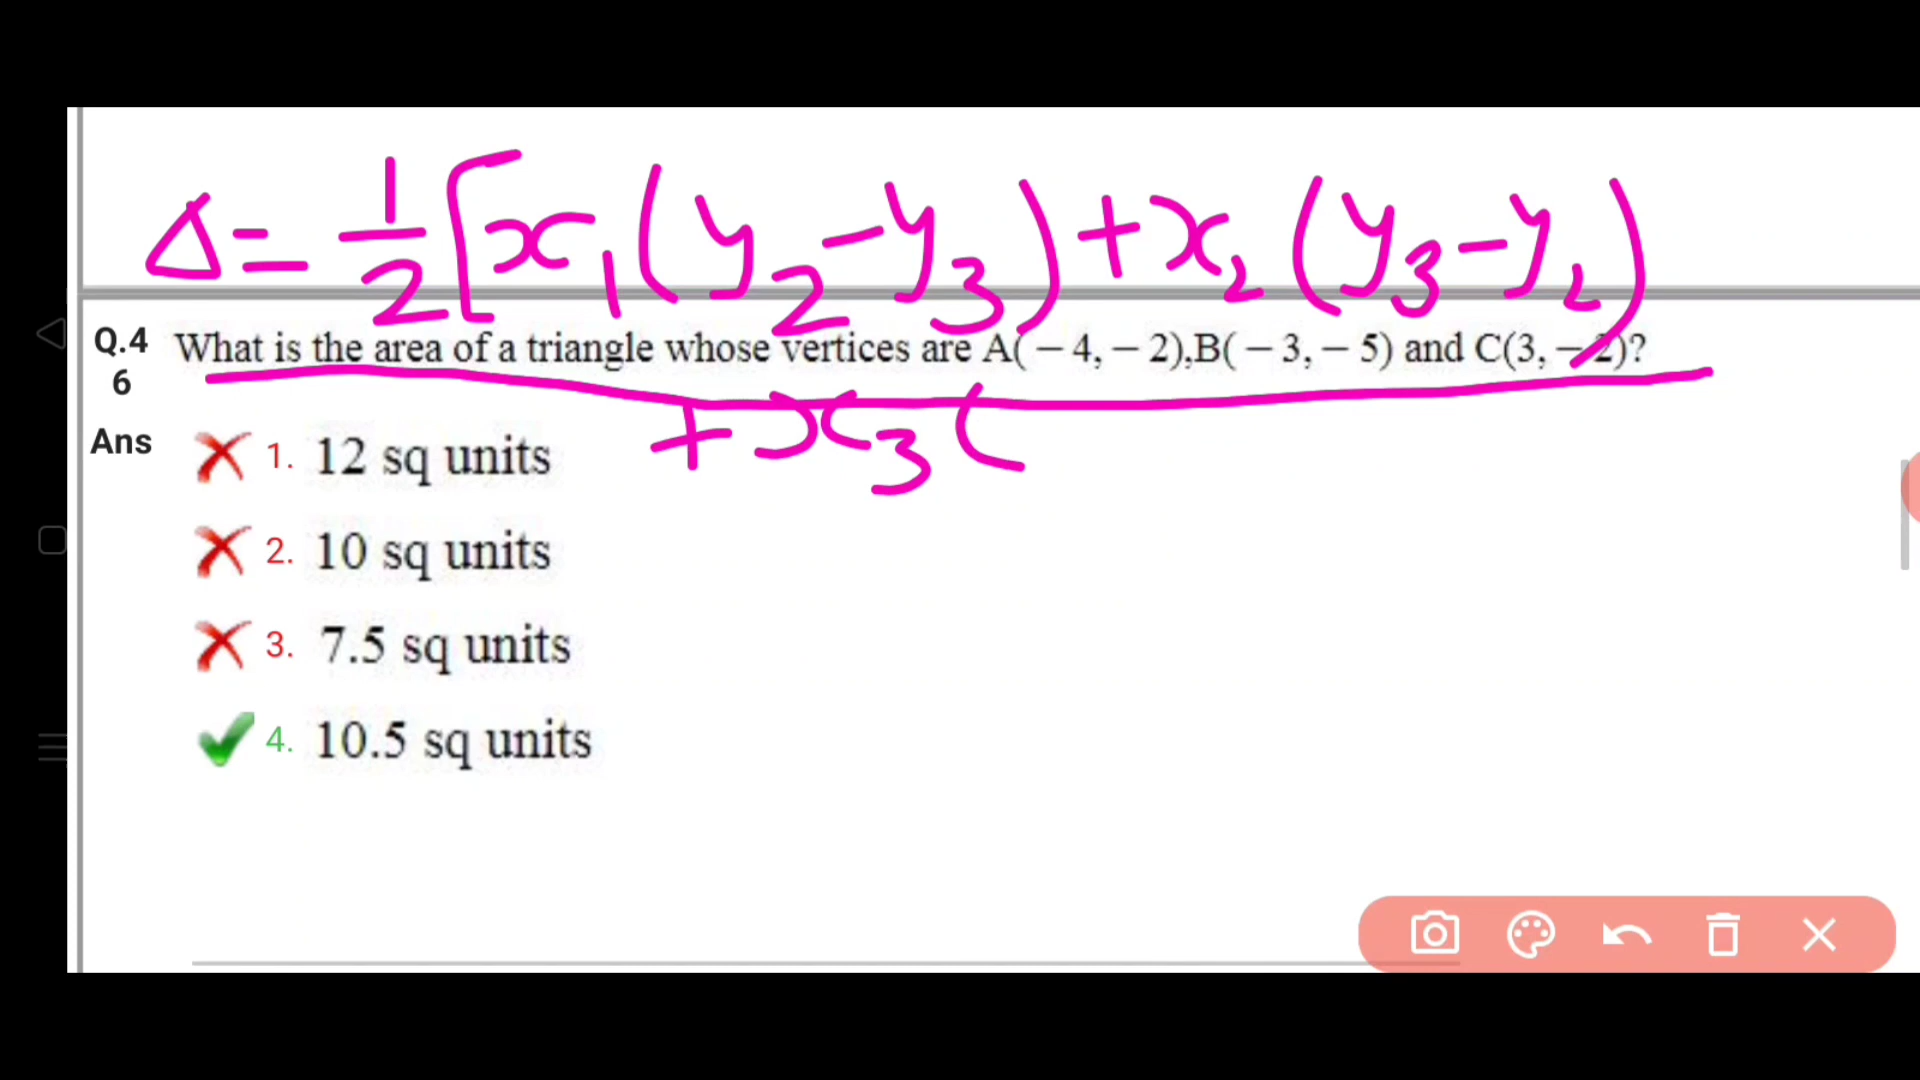 Δ = 1/2 [x₁(y₂-y₃)+x₂(y₃-y₂)
Q.46 What is the area of a triangle whose vertices are A( – 4, – 2),B( – 3, – 5) and C(3, – 2)?
+x₃(
Ans 1. 12 sq units
2. 10 sq units
3. 7.5 sq units
4. 10.5 sq units